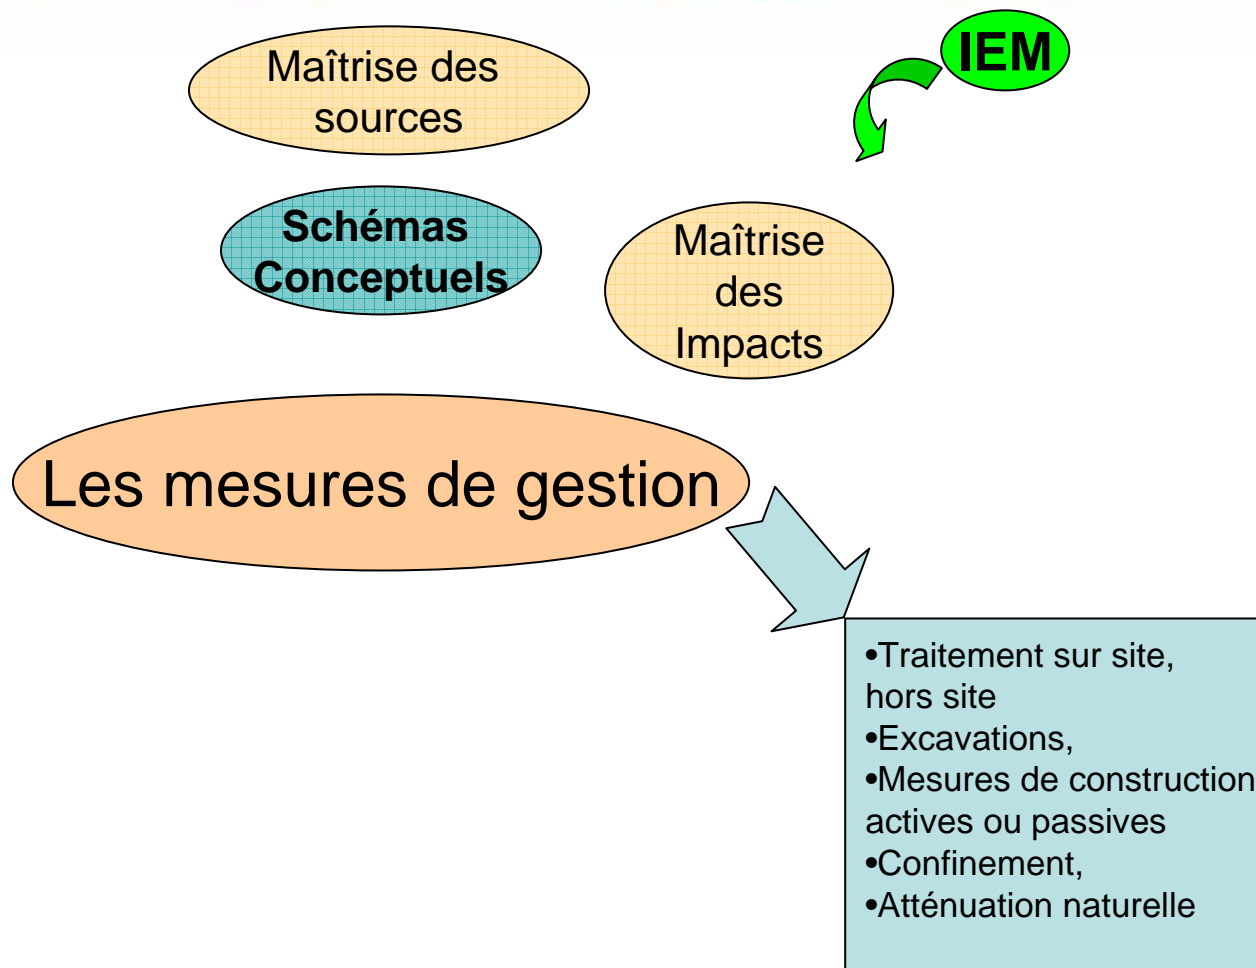 Maîtrise des
sources
IEM
Schémas
Conceptuels
Maîtrise
des
Impacts
Les mesures de gestion
•Traitement sur site,
hors site
•Excavations,
•Mesures de construction
actives ou passives
•Confinement,
•Atténuation naturelle